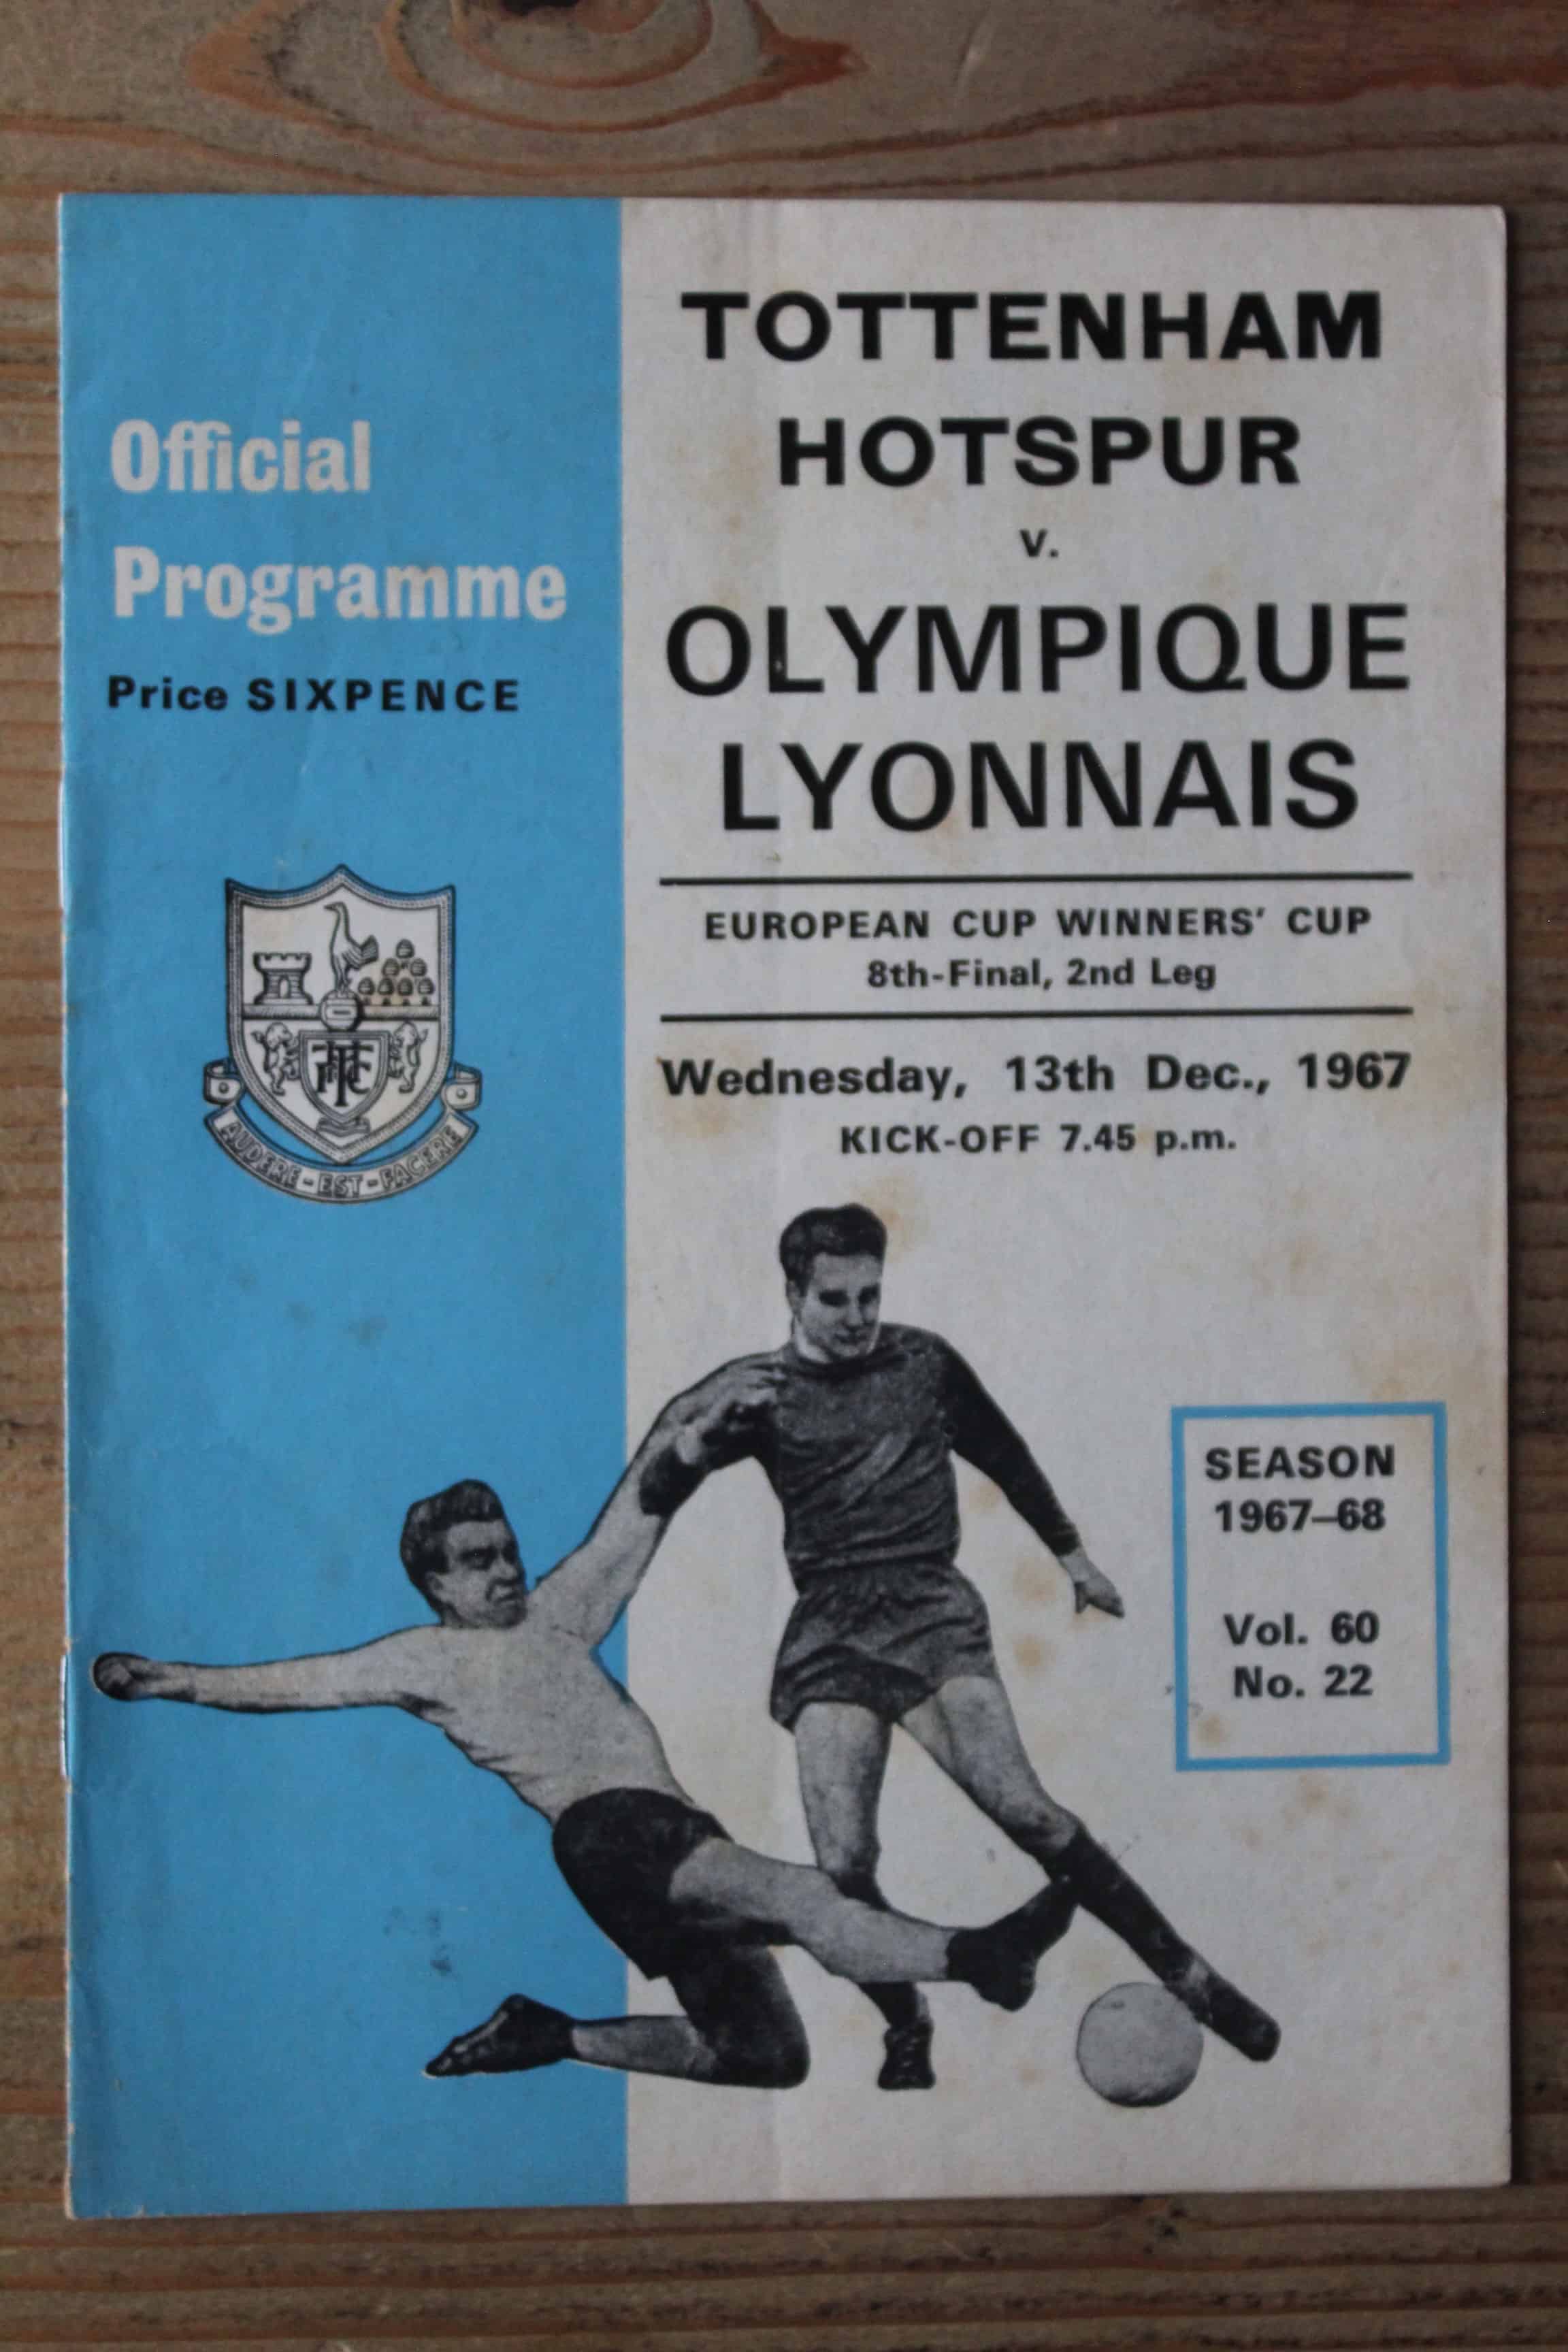 Official
Programme
Price SIXPENCE
AUDERE - EST - FACERE
TOTTENHAM
HOTSPUR
v.
OLYMPIQUE
LYONNAIS
EUROPEAN CUP WINNERS' CUP
8th-Final, 2nd Leg
Wednesday, 13th Dec., 1967
KICK-OFF 7.45 p.m.
SEASON
1967–68
Vol. 60
No. 22